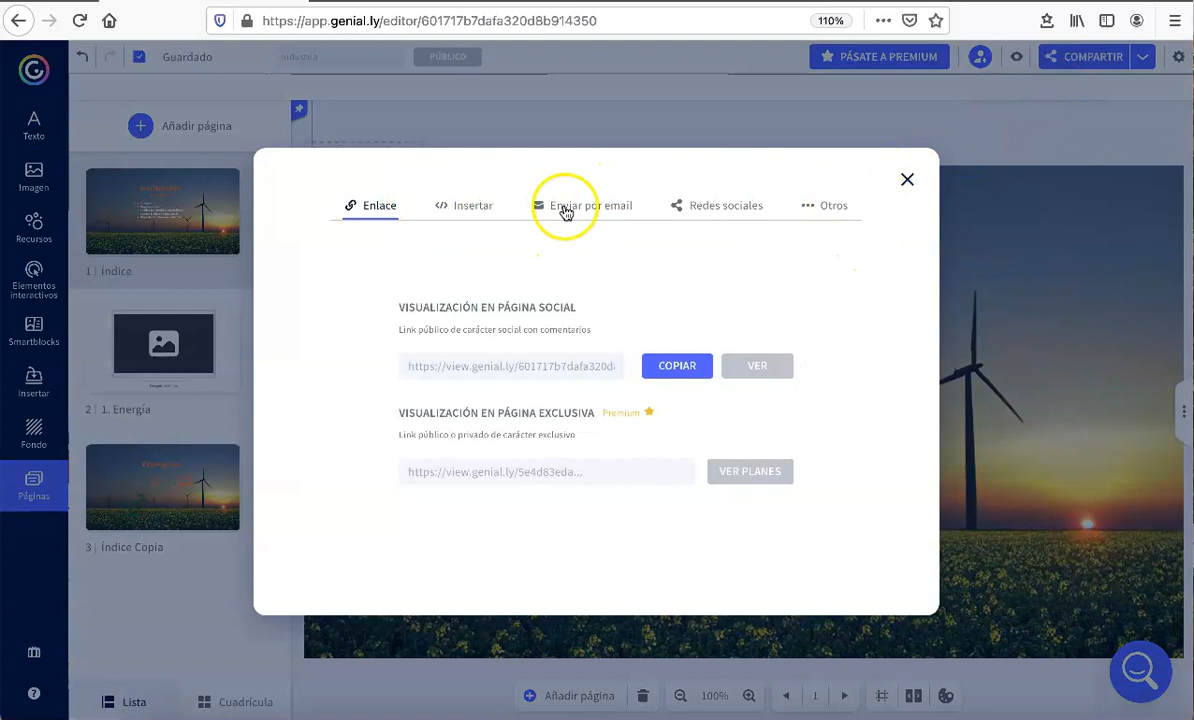 https://app.genial.ly/editor/601717b7dafa320d8b914350
110%
Guardado
Industria
PÚBLICO
PÁSATE A PREMIUM
COMPARTIR
Texto
Imagen
Recursos
Elementos
interactivos
Smartblocks
Insertar
Fondo
Páginas
Añadir página
1 | Índice
2 | 1. Energía
3 | Índice Copia
Lista
Cuadrícula
Enlace
Insertar
Enviar por email
Redes sociales
Otros
VISUALIZACIÓN EN PÁGINA SOCIAL
Link público de carácter social con comentarios
https://view.genial.ly/601717b7dafa320d
COPIAR
VER
VISUALIZACIÓN EN PÁGINA EXCLUSIVA Premium
Link público o privado de carácter exclusivo
https://view.genial.ly/5e4d83eda...
VER PLANES
Añadir página
100%
1